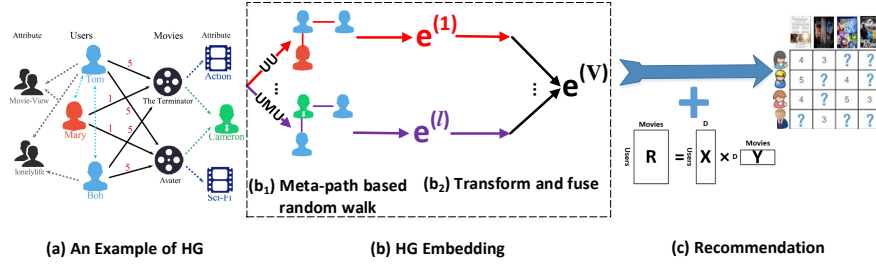 Attribute
Users
Movies
Attribute
Tom
5
Action
Movie-View
1
5
The Terminator
Mary
1
5
Cameron
lonelylife
5
Avater
Bob
Sci-Fi
(a) An Example of HG
UU
UMU
e(1)
...
...
e(V)
e(l)
(b1) Meta-path based
random walk
(b2) Transform and fuse
(b) HG Embedding
4 3 ? ?
5 ? 4 ?
? 4 5 3
? 3 ? ?
Movies
D
Movies
Users
R
=
Users
X
×
D
Y
(c) Recommendation